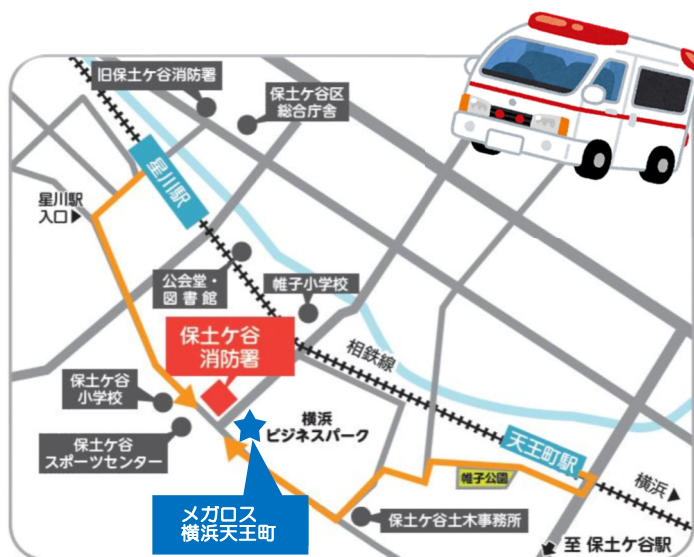 旧保土ケ谷消防署
保土ケ谷区
総合庁舎
星川駅
星川駅
入口▶
公会堂・
図書館
帷子小学校
保土ケ谷
消防署
相鉄線
保土ケ谷
小学校
横浜
ビジネスパーク
保土ケ谷
スポーツセンター
天王町駅
帷子公園
横浜▶
メガロス
横浜天王町
保土ケ谷土木事務所
至 保土ケ谷駅